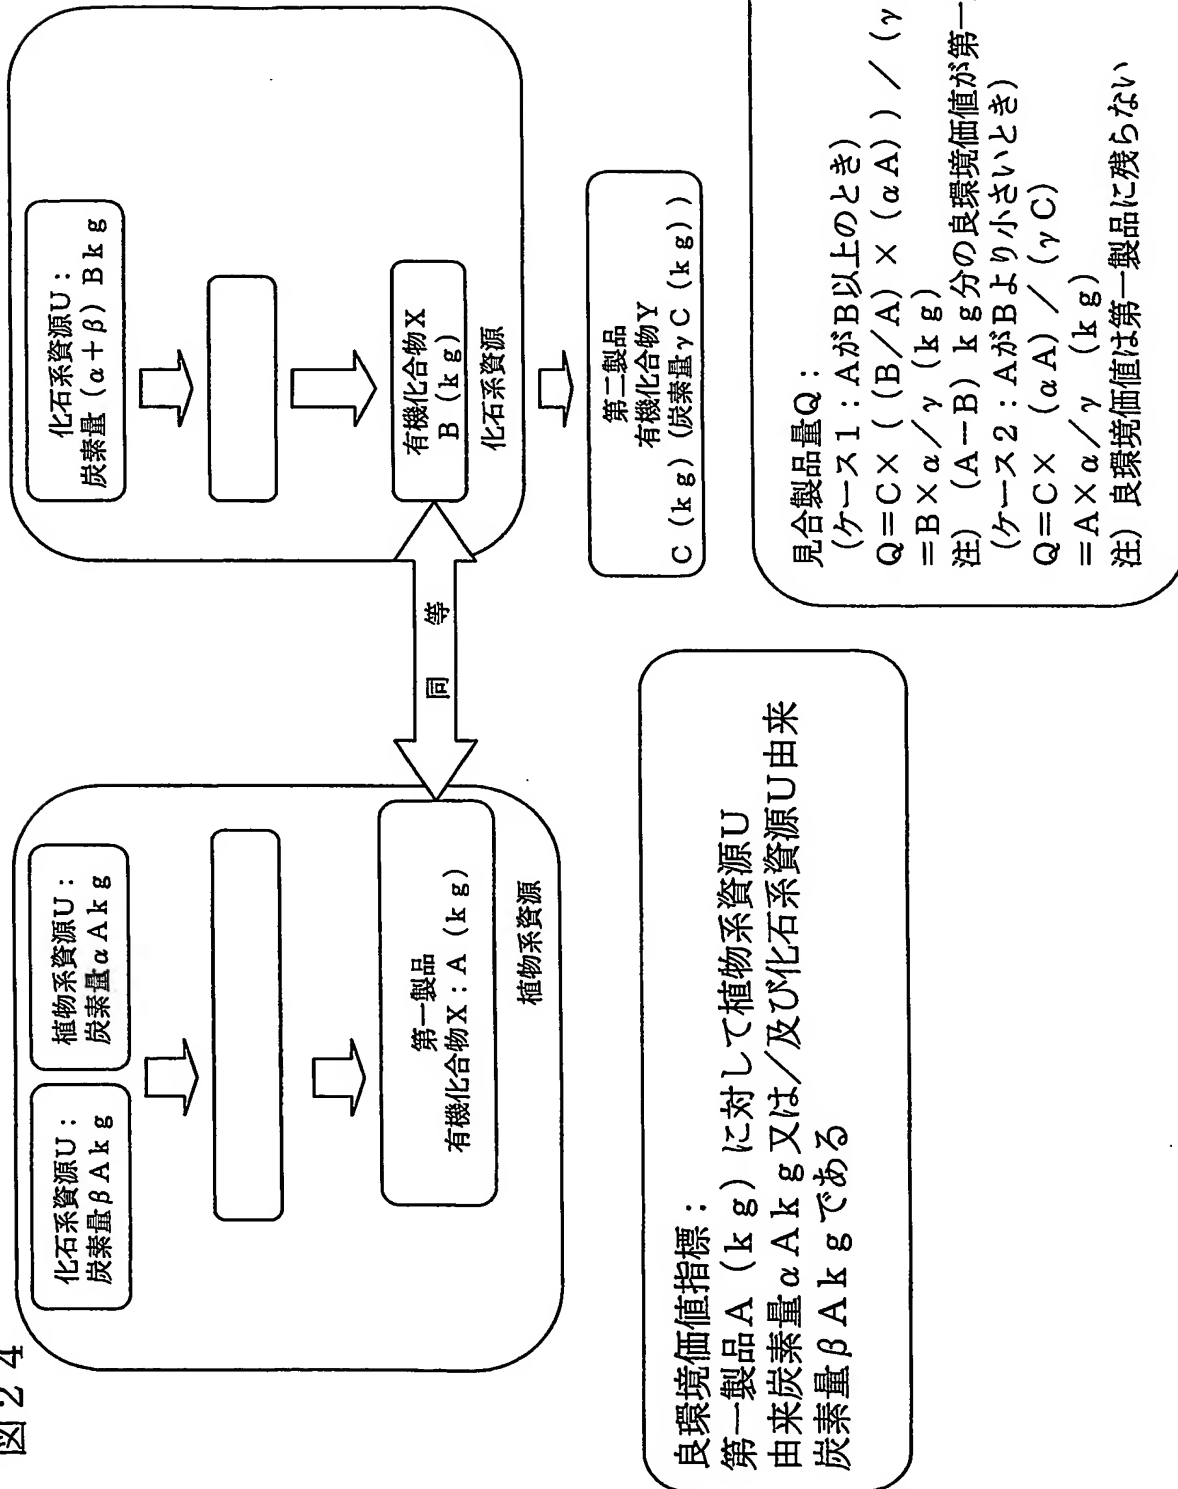 図２４
化石系資源U：
炭素量βAkg
植物系資源U：
炭素量αAkg
第一製品
有機化合物X：A（kg）
植物系資源
同 等
化石系資源U：
炭素量（α＋β）Bkg
有機化合物X
B（kg）
化石系資源
第二製品
有機化合物Y
C（kg）（炭素量γC（kg））
良環境価値指標：
第一製品A（kg）に対して植物系資源U
由来炭素量αAkg又は／及び化石系資源U由来
炭素量βAkgである
見合製品量Q：
（ケース1：AがB以上のとき）
Q＝C×（（B/A）×（αA））／（γ
＝B×α/γ（kg）
注）（A－B）kg分の良環境価値が第一
（ケース2：AがBより小さいとき）
Q＝C×（αA）／（γC）
＝A×α/γ（kg）
注）良環境価値は第一製品に残らない